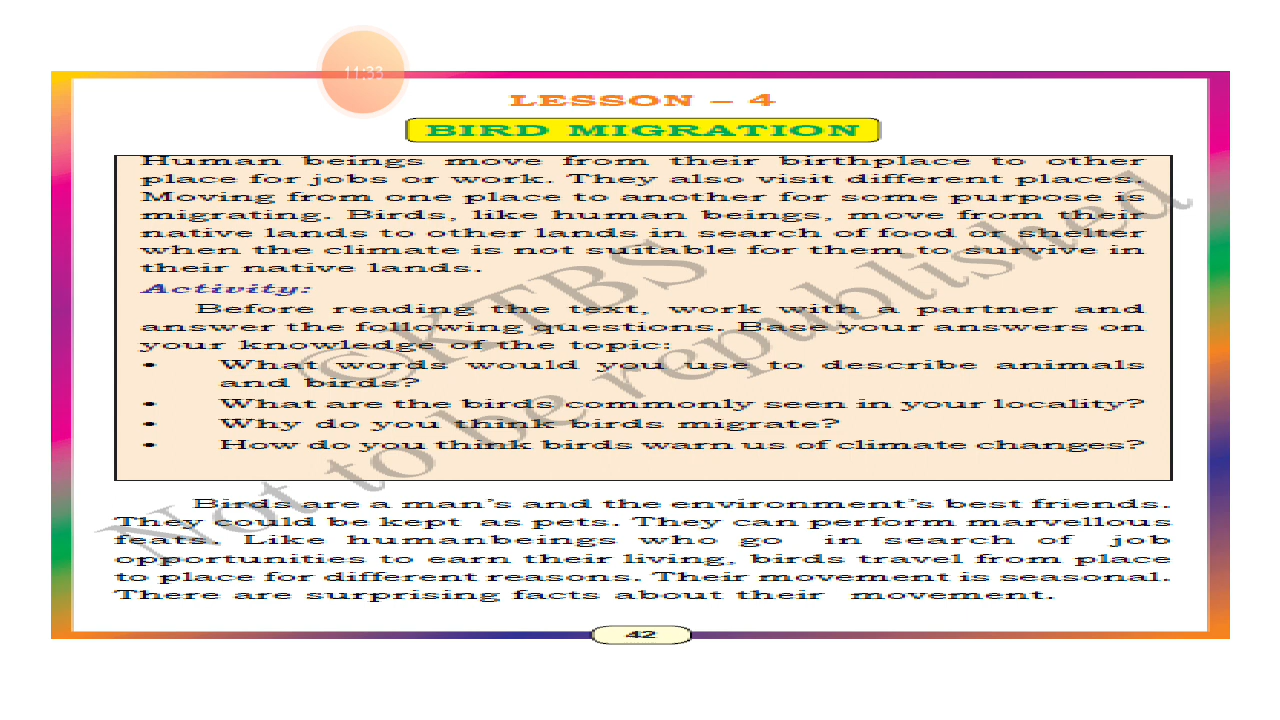 11:33
LESSON – 4
BIRD MIGRATION
Human beings move from their birthplace to other
place for jobs or work. They also visit different places.
Moving from one place to another for some purpose is
migrating. Birds, like human beings, move from their
native lands to other lands in search of food or shelter
when the climate is not suitable for them to survive in
their native lands.
Activity:
Before reading the text, work with a partner and
answer the following questions. Base your answers on
your knowledge of the topic:
• What words would you use to describe animals
and birds?
• What are the birds commonly seen in your locality?
• Why do you think birds migrate?
• How do you think birds warn us of climate changes?
©KTBS
Not to be republished
Birds are a man's and the environment's best friends.
They could be kept as pets. They can perform marvellous
feats. Like humanbeings who go in search of job
opportunities to earn their living, birds travel from place
to place for different reasons. Their movement is seasonal.
There are surprising facts about their movement.
42